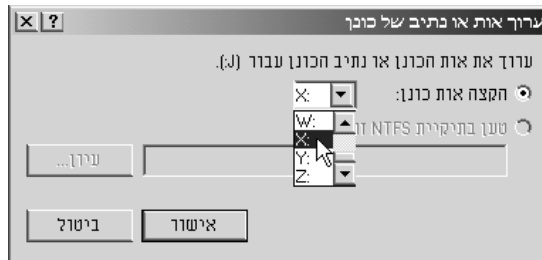 ערוך אות או נתיב של כונן
ערוך את אות הכונן או נתיב הכונן עבור (J:).
הקצה אות כונן: X:
W:
טען בתיקיית NTFS
X:
Y:
Z:
עיון...
אישור ביטול